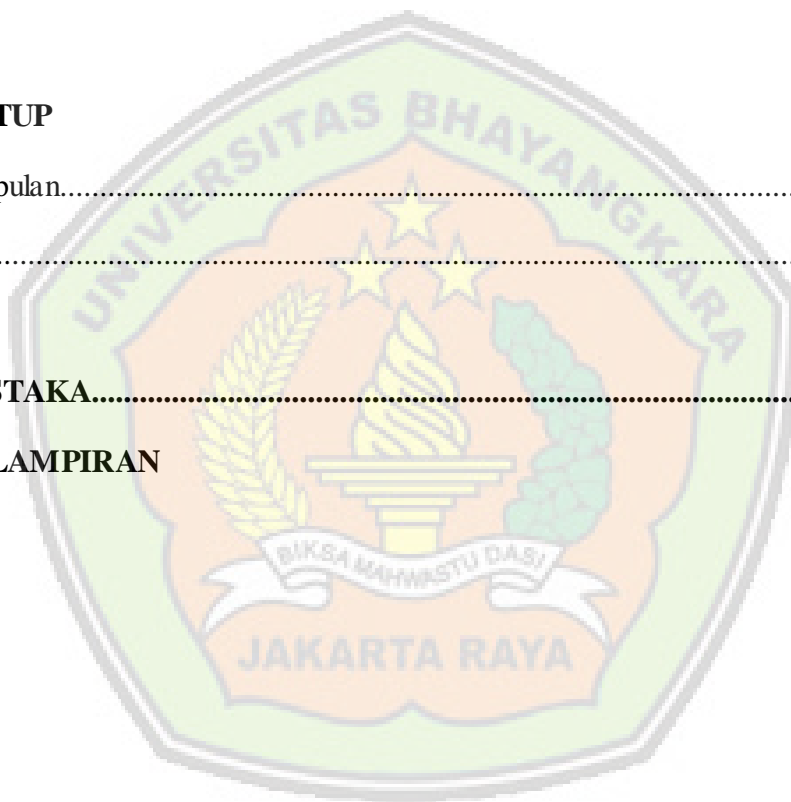 TUP
pulan...............................................................................................
.........................................................................................................
STAKA..........................................................................................
LAMPIRAN
UNIVERSITAS BHAYANGKARA
BIKSA MAHWASTU DASI
JAKARTA RAYA